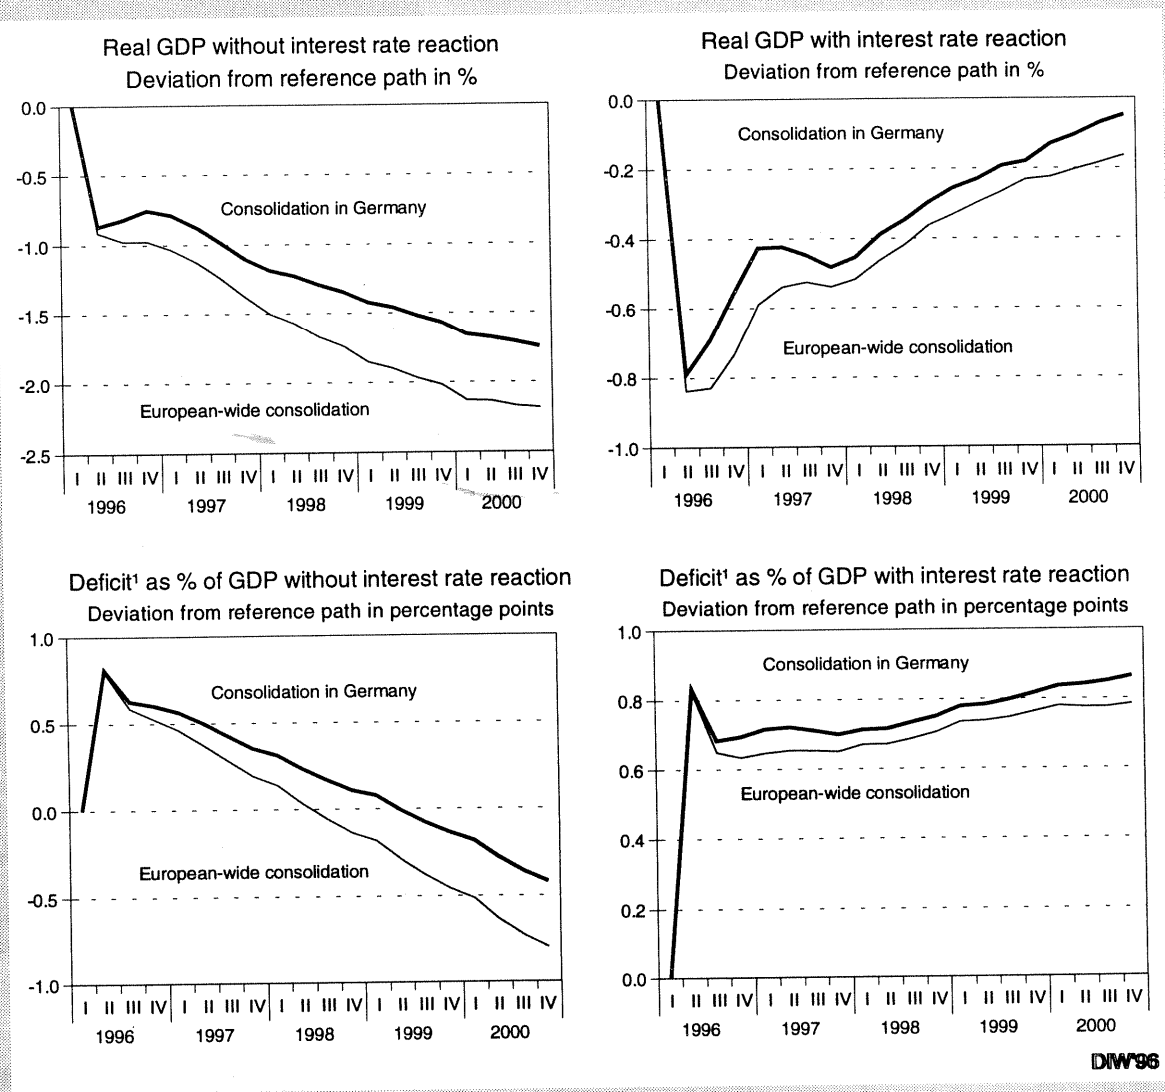 Real GDP without interest rate reaction
Deviation from reference path in %
0.0
-0.5
-1.0
-1.5
-2.0
-2.5
Consolidation in Germany
European-wide consolidation
I II III IV I II III IV I II III IV I II III IV I II III IV
1996 1997 1998 1999 2000
Real GDP with interest rate reaction
Deviation from reference path in %
0.0
-0.2
-0.4
-0.6
-0.8
-1.0
Consolidation in Germany
European-wide consolidation
I II III IV I II III IV I II III IV I II III IV I II III IV
1996 1997 1998 1999 2000
Deficit¹ as % of GDP without interest rate reaction
Deviation from reference path in percentage points
1.0
0.5
0.0
-0.5
-1.0
Consolidation in Germany
European-wide consolidation
I II III IV I II III IV I II III IV I II III IV I II III IV
1996 1997 1998 1999 2000
Deficit¹ as % of GDP with interest rate reaction
Deviation from reference path in percentage points
1.0
0.8
0.6
0.4
0.2
0.0
Consolidation in Germany
European-wide consolidation
I II III IV I II III IV I II III IV I II III IV I II III IV
1996 1997 1998 1999 2000
DIW'96